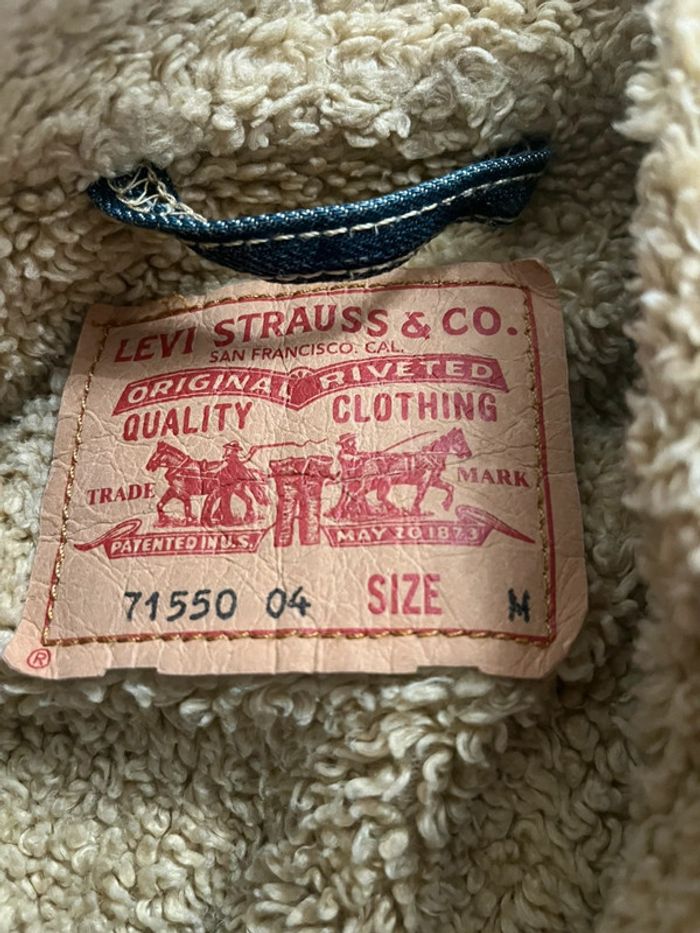 LEVI STRAUSS & CO.
SAN FRANCISCO. CAL.
ORIGINAL RIVETED
QUALITY CLOTHING
TRADE MARK
PATENTED IN U.S. MAY 20 1873
71550 04 SIZE M
®